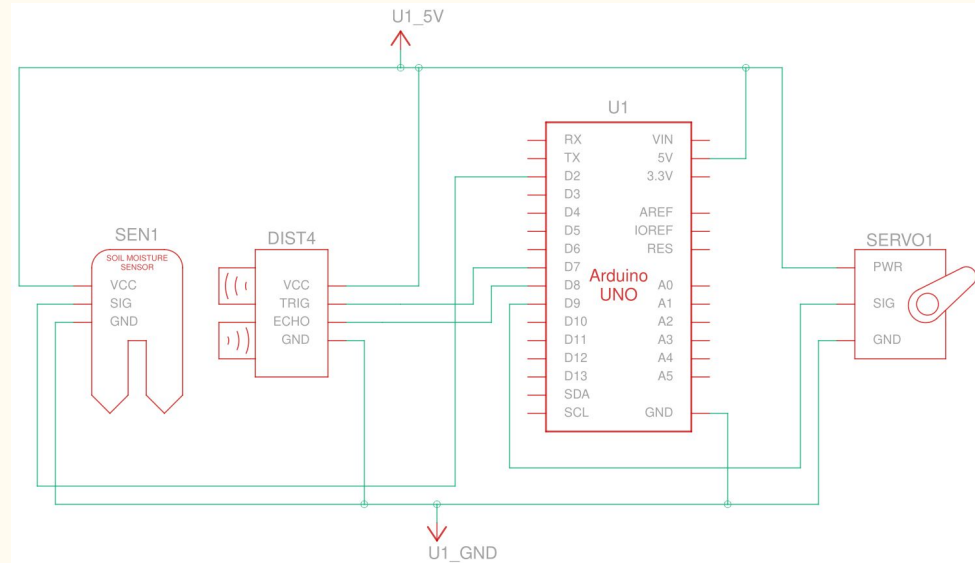 U1_5V
U1
RX
TX
D2
D3
D4
D5
D6
D7
D8
D9
D10
D11
D12
D13
SDA
SCL
VIN
5V
3.3V
AREF
IOREF
RES
A0
A1
A2
A3
A4
A5
GND
Arduino
UNO
SEN1
SOIL MOISTURE
SENSOR
VCC
SIG
GND
DIST4
VCC
TRIG
ECHO
GND
SERVO1
PWR
SIG
GND
U1_GND